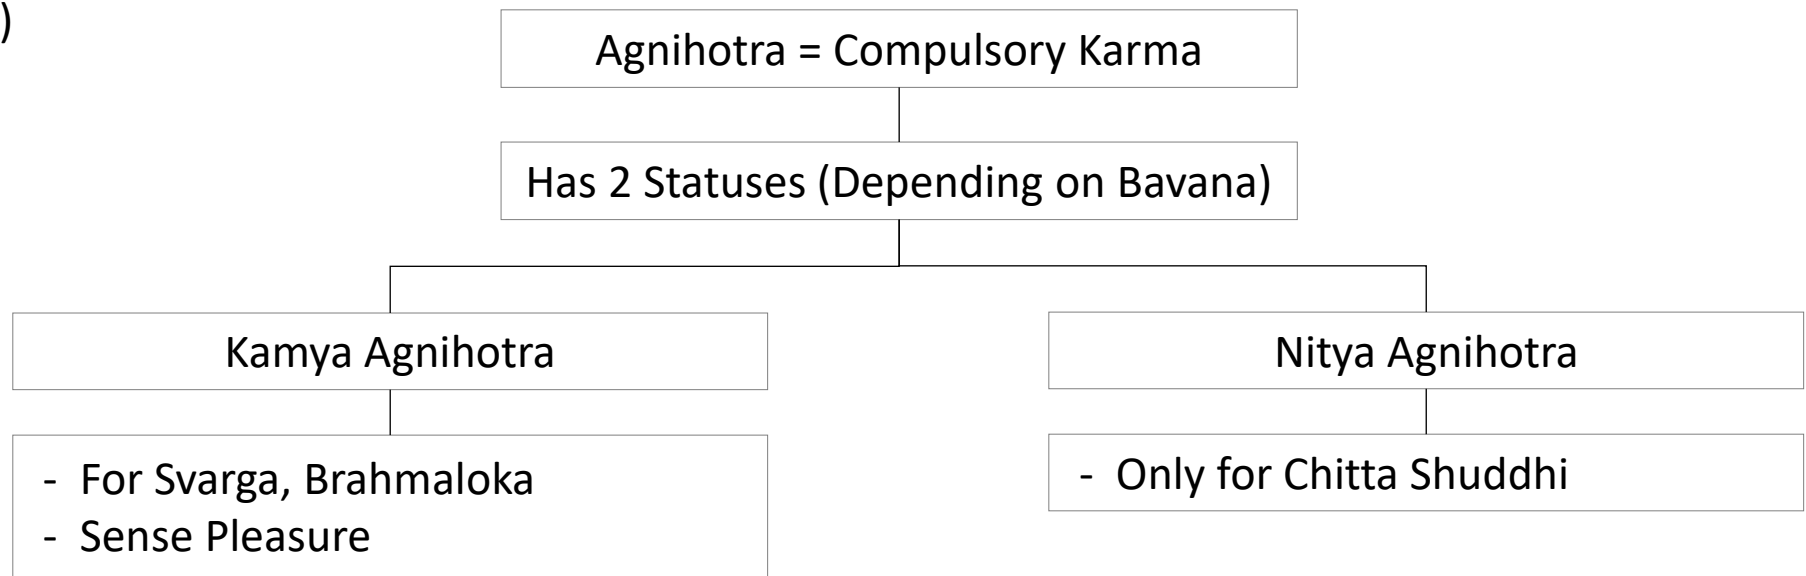 )
Agnihotra = Compulsory Karma
Has 2 Statuses (Depending on Bavana)
Kamya Agnihotra
Nitya Agnihotra
- For Svarga, Brahmaloka
- Sense Pleasure
- Only for Chitta Shuddhi